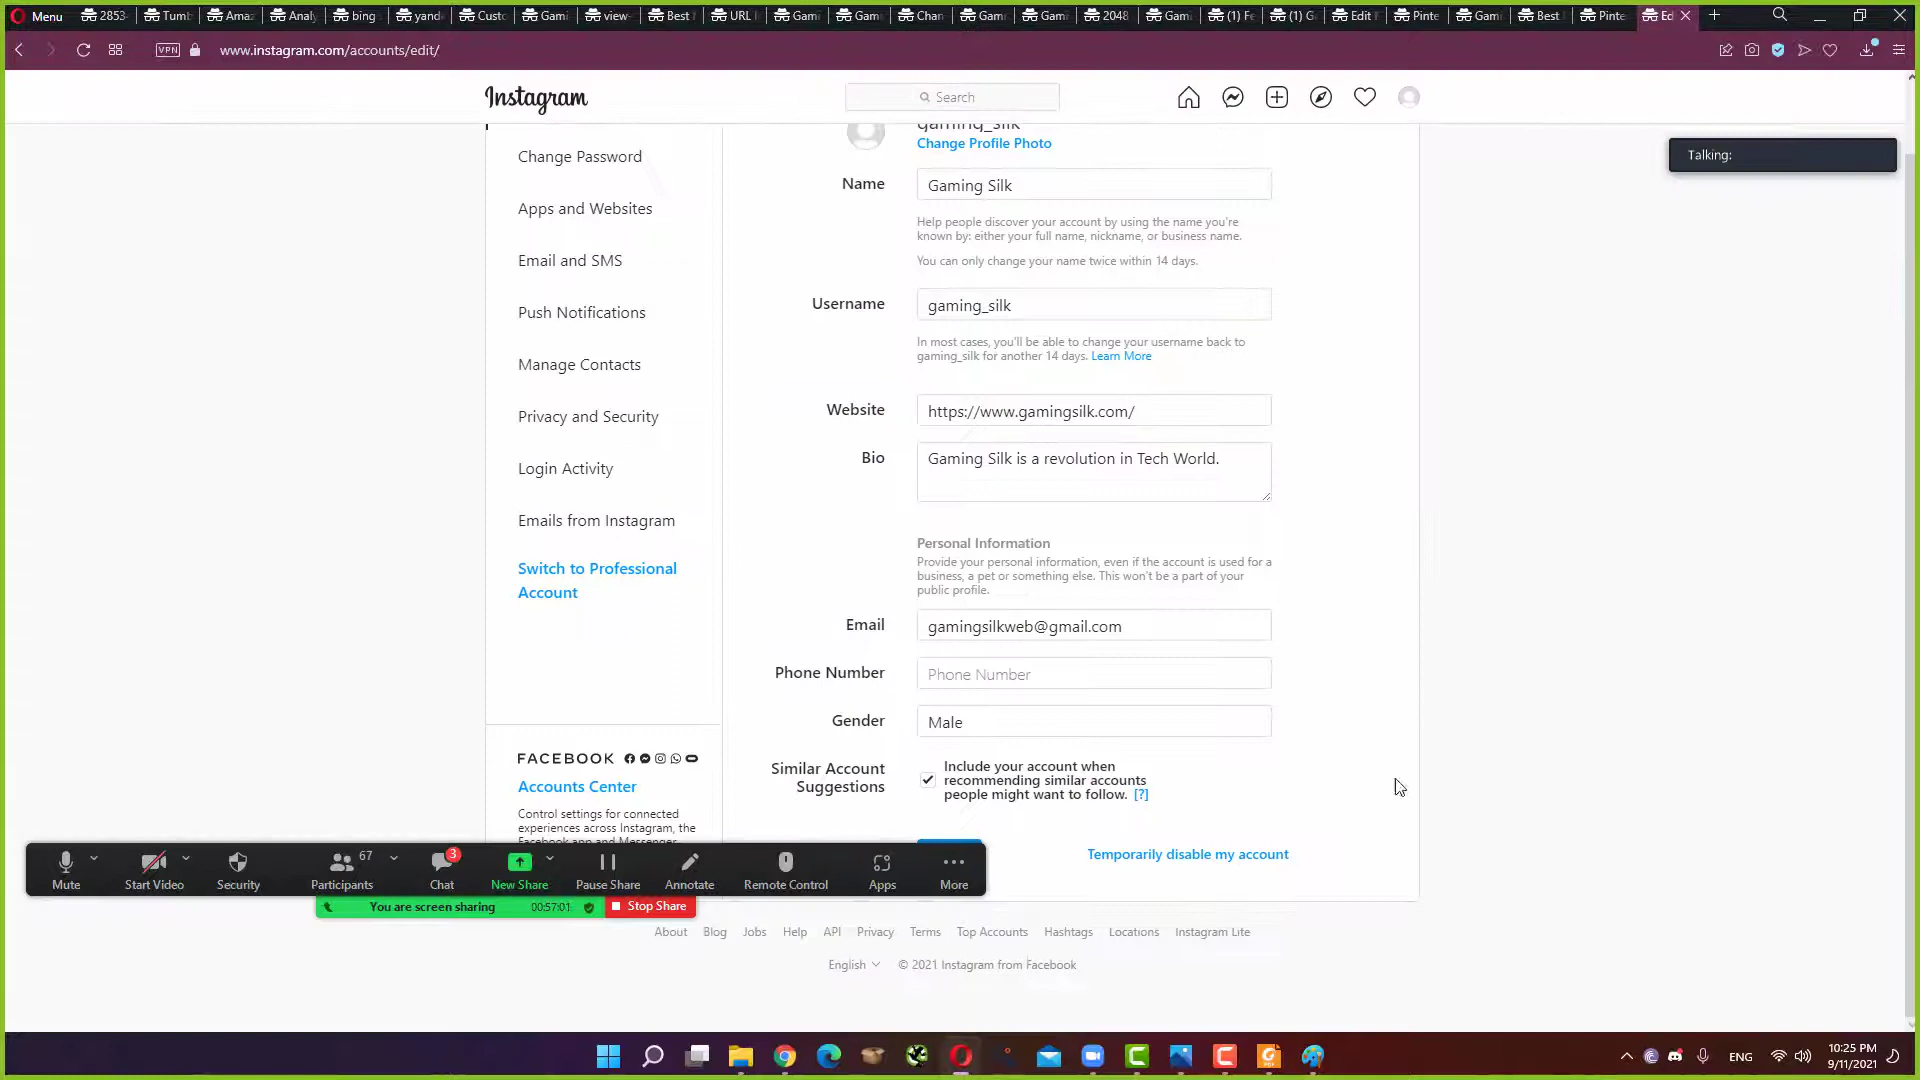 Menu
2853
Tumb
Amaz
Analy
bing
yand
Custo
Gami
view-
Best
URL
Gami
Gam
Chan
Gam
Gami
2048
Gami
(1) Fe
(1) G
Edit
Pinte
Gam
Best
Pinte
Ed
VPN
www.instagram.com/accounts/edit/
Instagram
Search
Talking:
gaming_silk
Change Profile Photo
Change Password
Apps and Websites
Email and SMS
Push Notifications
Manage Contacts
Privacy and Security
Login Activity
Emails from Instagram
Switch to Professional
Account
Name
Gaming Silk
Help people discover your account by using the name you're
known by: either your full name, nickname, or business name.
You can only change your name twice within 14 days.
Username
gaming_silk
In most cases, you'll be able to change your username back to
gaming_silk for another 14 days. Learn More
Website
https://www.gamingsilk.com/
Bio
Gaming Silk is a revolution in Tech World.
Personal Information
Provide your personal information, even if the account is used for a
business, a pet or something else. This won't be a part of your
public profile.
Email
gamingsilkweb@gmail.com
Phone Number
Phone Number
Gender
Male
Similar Account
Suggestions
Include your account when
recommending similar accounts
people might want to follow. [?]
Temporarily disable my account
FACEBOOK
Accounts Center
Control settings for connected
experiences across Instagram, the
Facebook app and Messenger
Mute
Start Video
Security
67
Participants
3
Chat
New Share
Pause Share
Annotate
Remote Control
Apps
More
You are screen sharing
00:57:01
Stop Share
About
Blog
Jobs
Help
API
Privacy
Terms
Top Accounts
Hashtags
Locations
Instagram Lite
English
© 2021 Instagram from Facebook
ENG
10:25 PM
9/11/2021